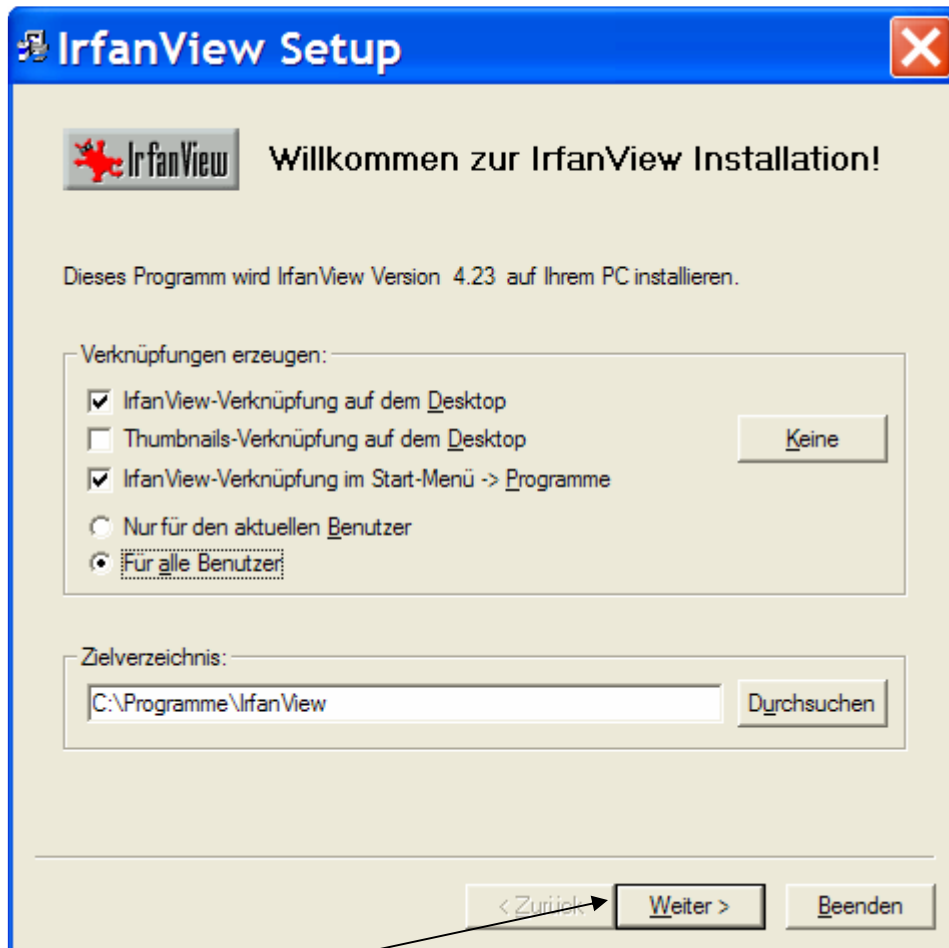 IrfanView Setup
IrfanView
Willkommen zur IrfanView Installation!
Dieses Programm wird IrfanView Version 4.23 auf Ihrem PC installieren.
Verknüpfungen erzeugen:
IrfanView-Verknüpfung auf dem Desktop
Thumbnails-Verknüpfung auf dem Desktop
Keine
IrfanView-Verknüpfung im Start-Menü -> Programme
Nur für den aktuellen Benutzer
Für alle Benutzer
Zielverzeichnis:
C:\Programme\IrfanView
Durchsuchen
< Zurück
Weiter >
Beenden